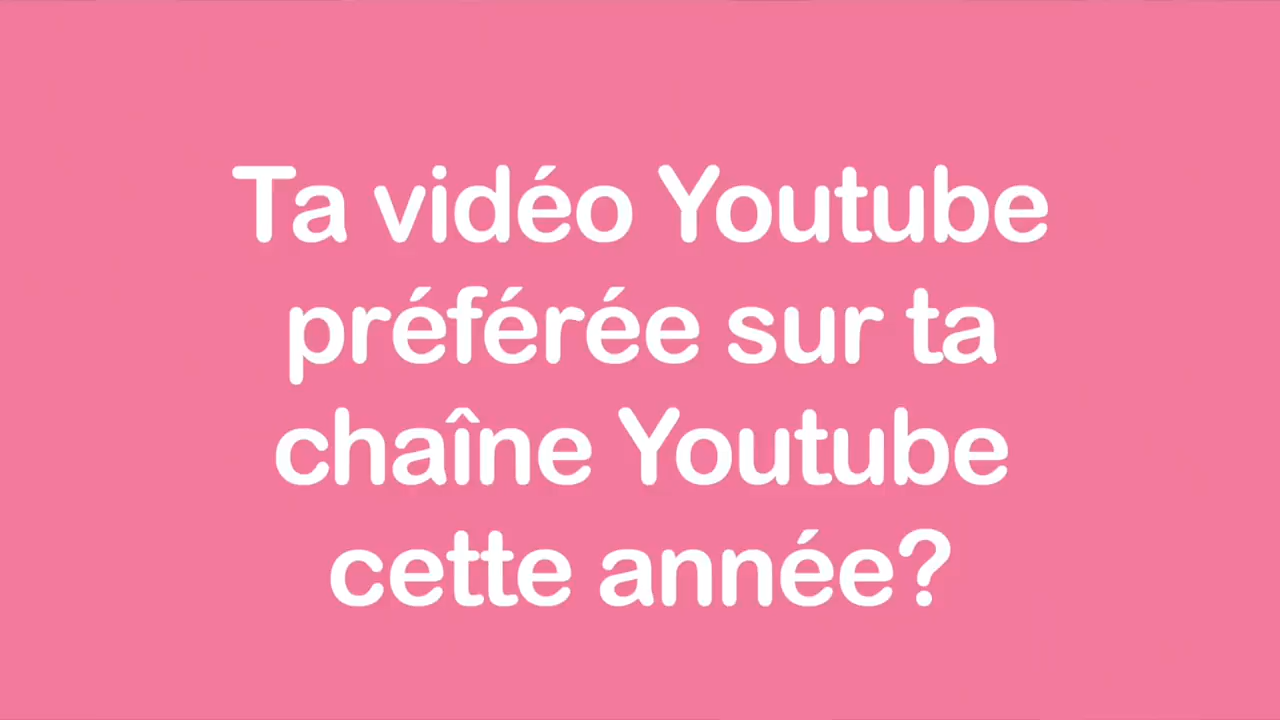 Ta vidéo Youtube
préférée sur ta
chaîne Youtube
cette année?